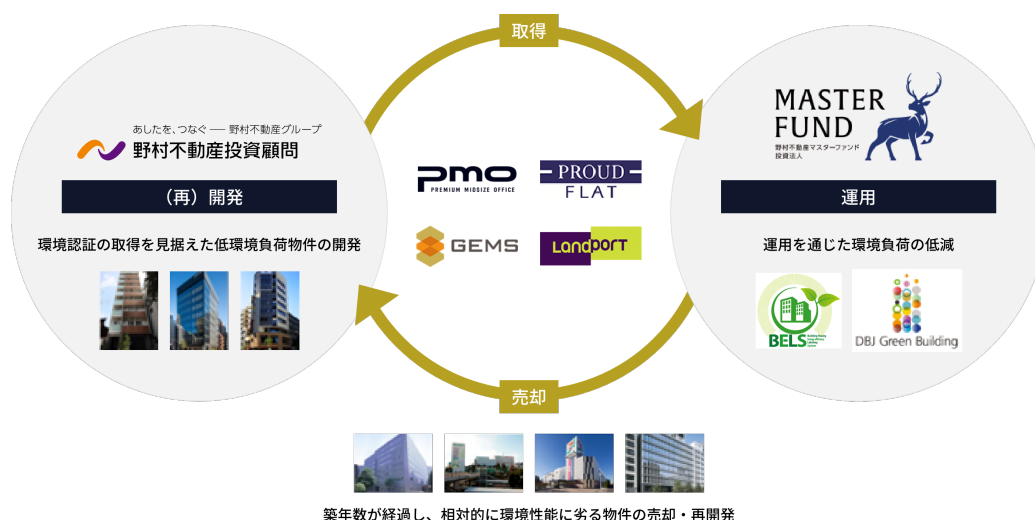 取得
あしたを、つなぐ — 野村不動産グループ
野村不動産投資顧問
(再)開発
環境認証の取得を見据えた低環境負荷物件の開発
PMO
PREMIUM MIDSIZE OFFICE
PROUD
FLAT
GEMS
LANDPORT
MASTER
FUND
野村不動産マスターファンド
投資法人
運用
運用を通じた環境負荷の低減
BELS
DBJ Green Building
売却
築年数が経過し、相対的に環境性能に劣る物件の売却・再開発